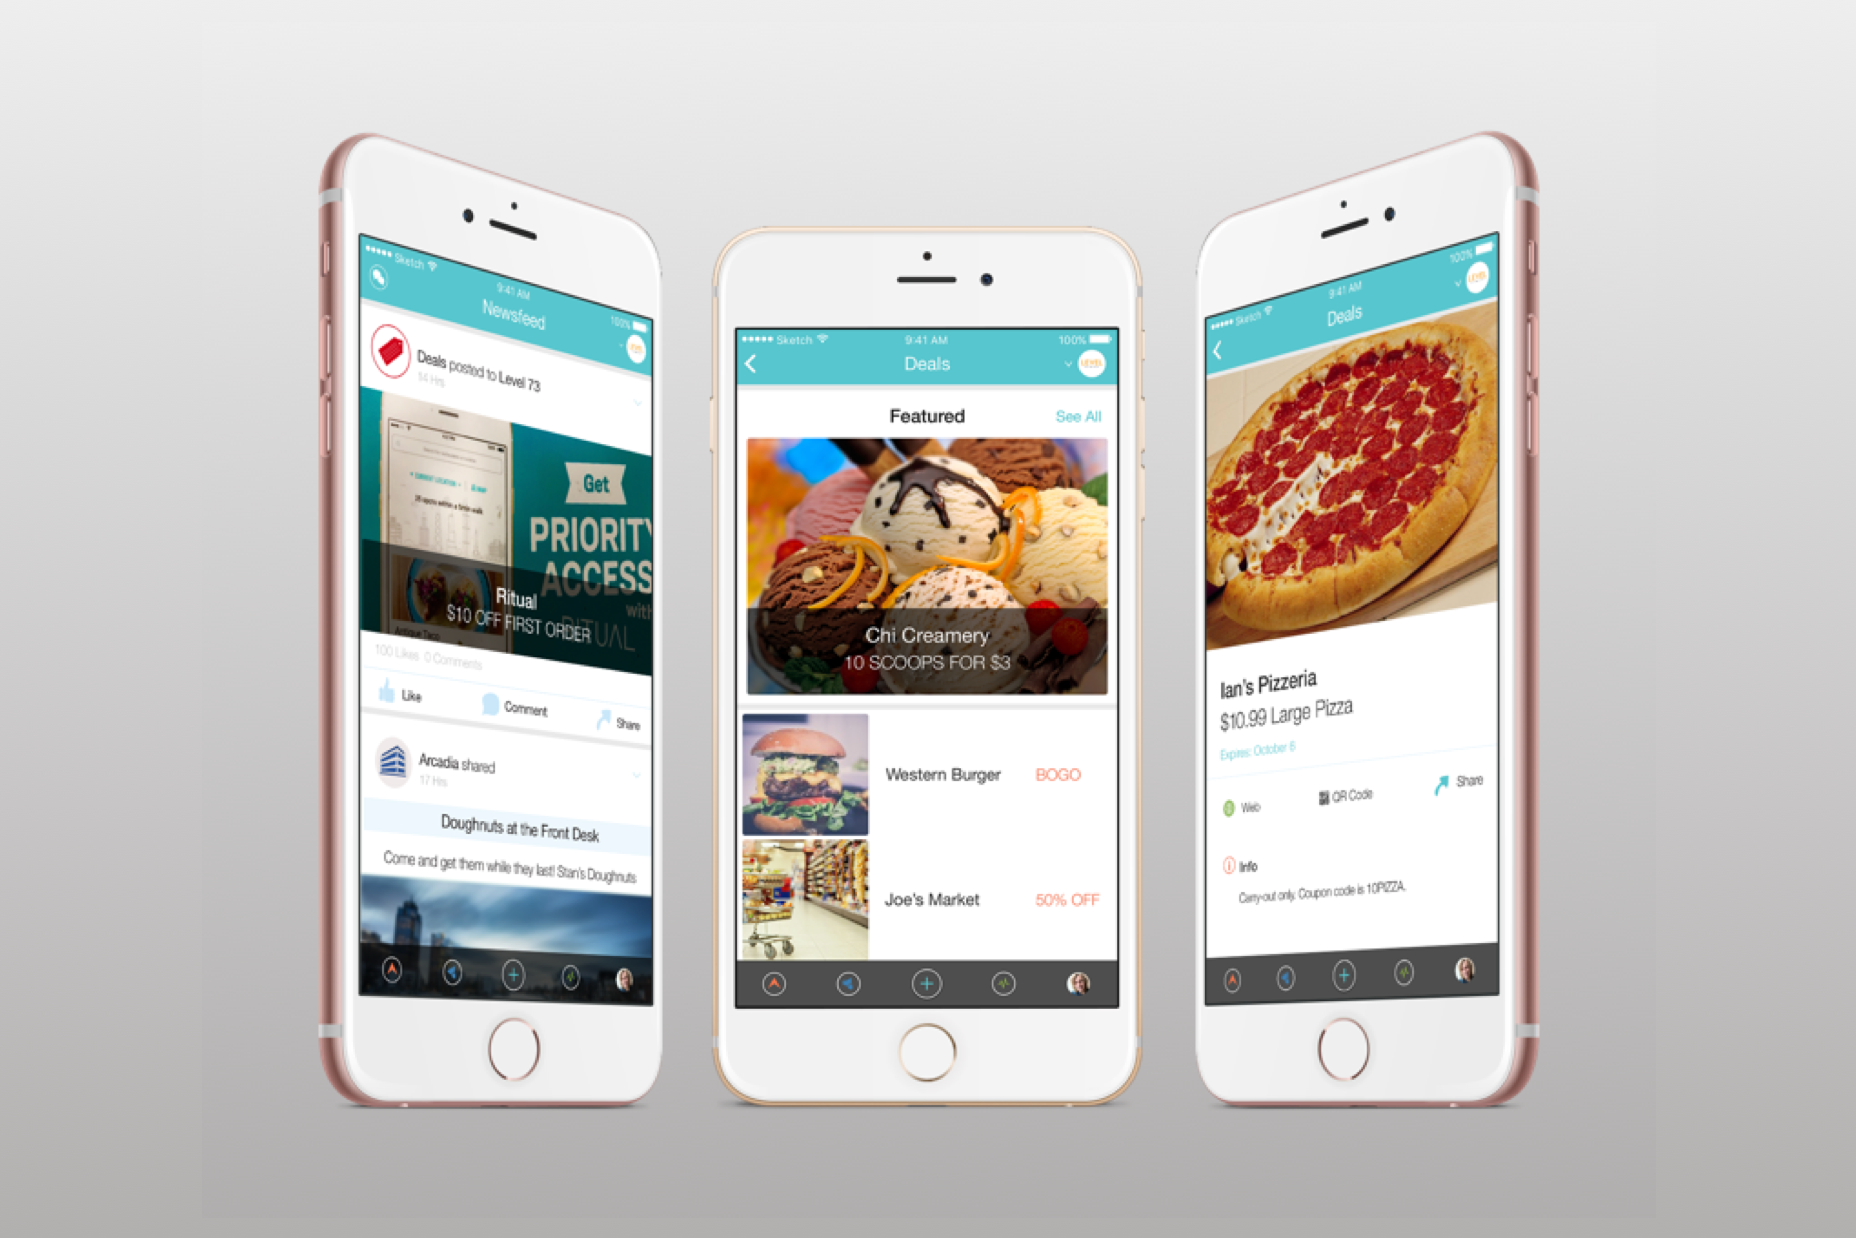 Sketch
9:41 AM
100%
Newsfeed
Deals posted to Level 73
14 Hrs
Get
PRIORITY
ACCESS
with
RITUAL
Antique Taco
Ritual
$10 OFF FIRST ORDER
100 Likes 0 Comments
Like
Comment
Share
Arcadia shared
17 Hrs
Doughnuts at the Front Desk
Come and get them while they last! Stan's Doughnuts
Sketch
9:41 AM
100%
Deals
LEVEL
Featured
See All
Chi Creamery
10 SCOOPS FOR $3
Western Burger
BOGO
Joe's Market
50% OFF
Sketch
9:41 AM
100%
Deals
LEVEL
Ian's Pizzeria
$10.99 Large Pizza
Expires: October 6
Web
QR Code
Share
Info
Carry-out only. Coupon code is 10PIZZA.